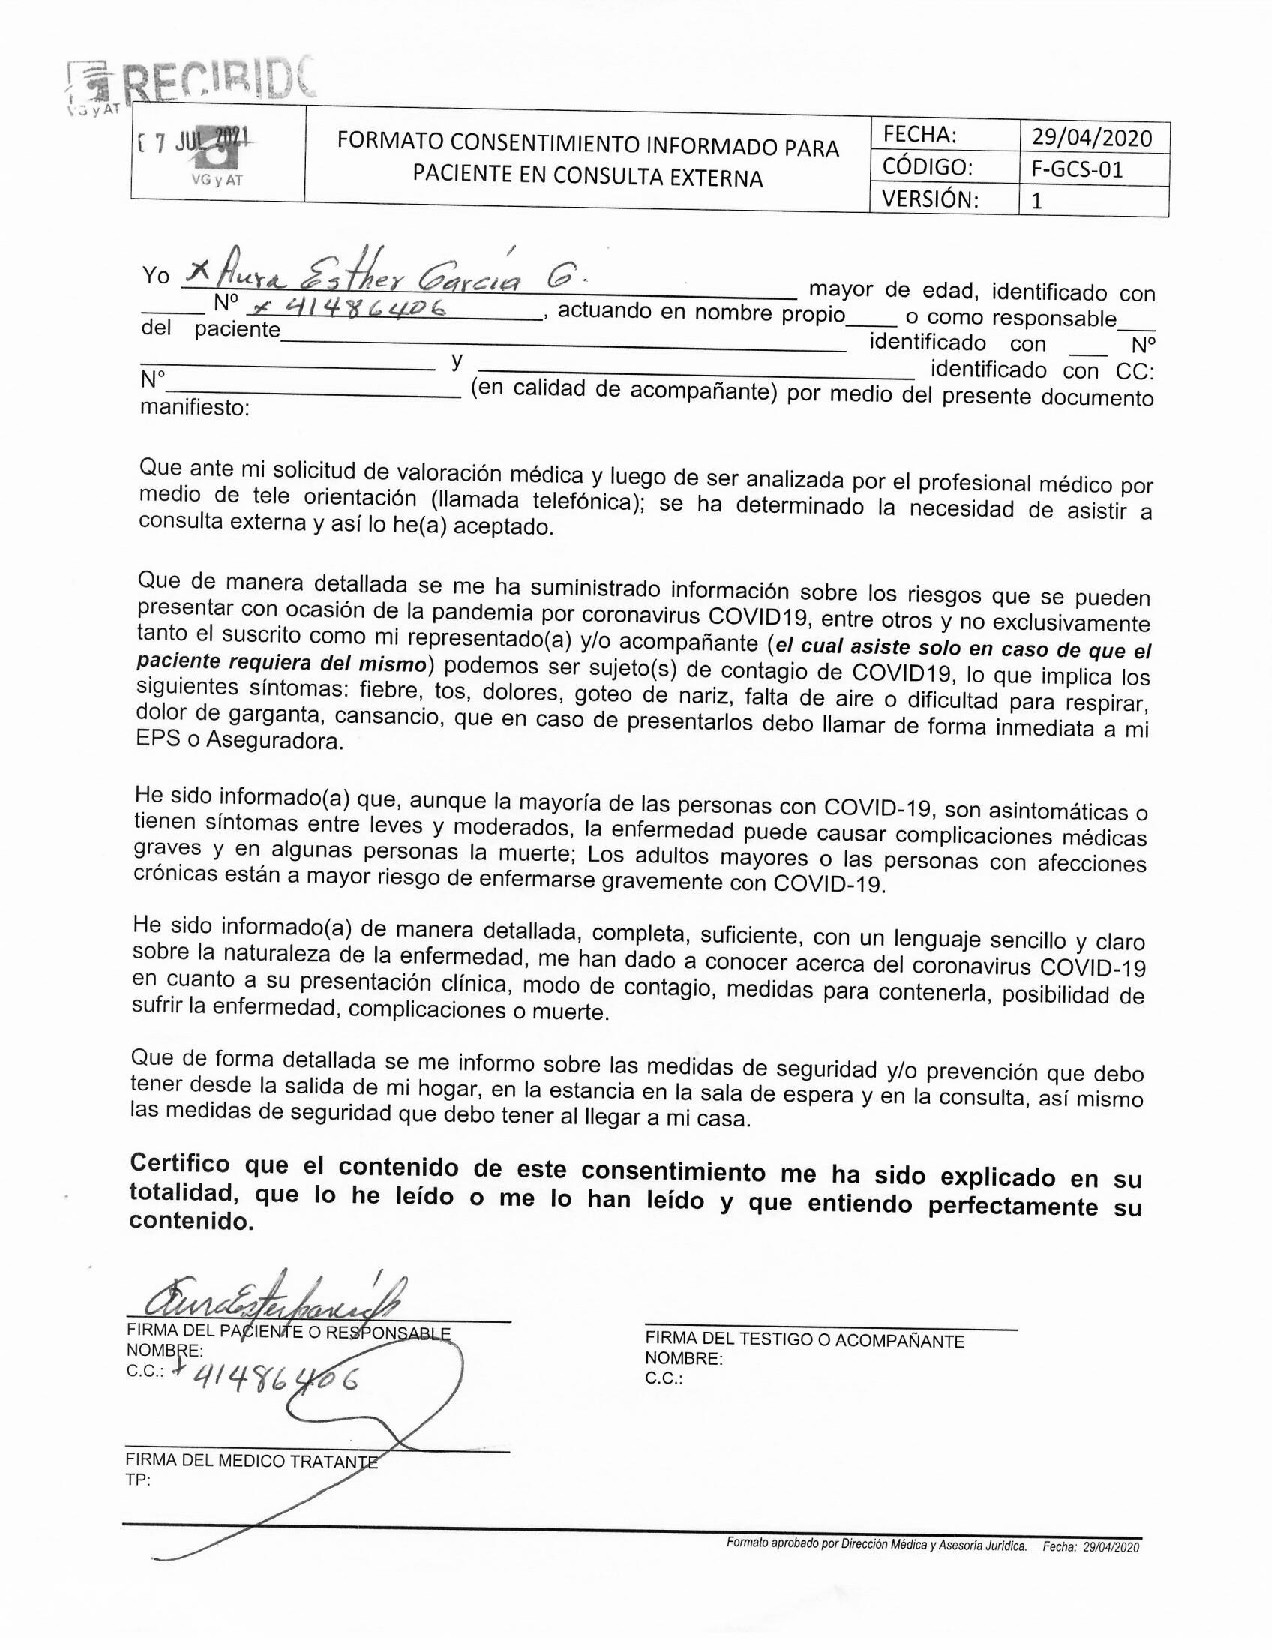 RECIBIDO
VG y AT
7 JUL 2021
VG y AT
FORMATO CONSENTIMIENTO INFORMADO PARA
PACIENTE EN CONSULTA EXTERNA
FECHA: 29/04/2020
CÓDIGO: F-GCS-01
VERSIÓN: 1
Yo x Aura Esther García G. mayor de edad, identificado con
____ Nº x 41486406, actuando en nombre propio____ o como responsable___
del paciente____ identificado con ___ Nº
____ y ____ identificado con CC:
Nº____ (en calidad de acompañante) por medio del presente documento
manifiesto:
Que ante mi solicitud de valoración médica y luego de ser analizada por el profesional médico por
medio de tele orientación (llamada telefónica); se ha determinado la necesidad de asistir a
consulta externa y así lo he(a) aceptado.
Que de manera detallada se me ha suministrado información sobre los riesgos que se pueden
presentar con ocasión de la pandemia por coronavirus COVID19, entre otros y no exclusivamente
tanto el suscrito como mi representado(a) y/o acompañante (el cual asiste solo en caso de que el
paciente requiera del mismo) podemos ser sujeto(s) de contagio de COVID19, lo que implica los
siguientes síntomas: fiebre, tos, dolores, goteo de nariz, falta de aire o dificultad para respirar,
dolor de garganta, cansancio, que en caso de presentarlos debo llamar de forma inmediata a mi
EPS o Aseguradora.
He sido informado(a) que, aunque la mayoría de las personas con COVID-19, son asintomáticas o
tienen síntomas entre leves y moderados, la enfermedad puede causar complicaciones médicas
graves y en algunas personas la muerte; Los adultos mayores o las personas con afecciones
crónicas están a mayor riesgo de enfermarse gravemente con COVID-19.
He sido informado(a) de manera detallada, completa, suficiente, con un lenguaje sencillo y claro
sobre la naturaleza de la enfermedad, me han dado a conocer acerca del coronavirus COVID-19
en cuanto a su presentación clínica, modo de contagio, medidas para contenerla, posibilidad de
sufrir la enfermedad, complicaciones o muerte.
Que de forma detallada se me informo sobre las medidas de seguridad y/o prevención que debo
tener desde la salida de mi hogar, en la estancia en la sala de espera y en la consulta, así mismo
las medidas de seguridad que debo tener al llegar a mi casa.
Certifico que el contenido de este consentimiento me ha sido explicado en su
totalidad, que lo he leído o me lo han leído y que entiendo perfectamente su
contenido.
FIRMA DEL PACIENTE O RESPONSABLE
NOMBRE:
C.C.: x 41486406
FIRMA DEL TESTIGO O ACOMPAÑANTE
NOMBRE:
C.C.:
FIRMA DEL MEDICO TRATANTE
TP:
Formato aprobado por Dirección Médica y Asesoría Jurídica. Fecha: 29/04/2020